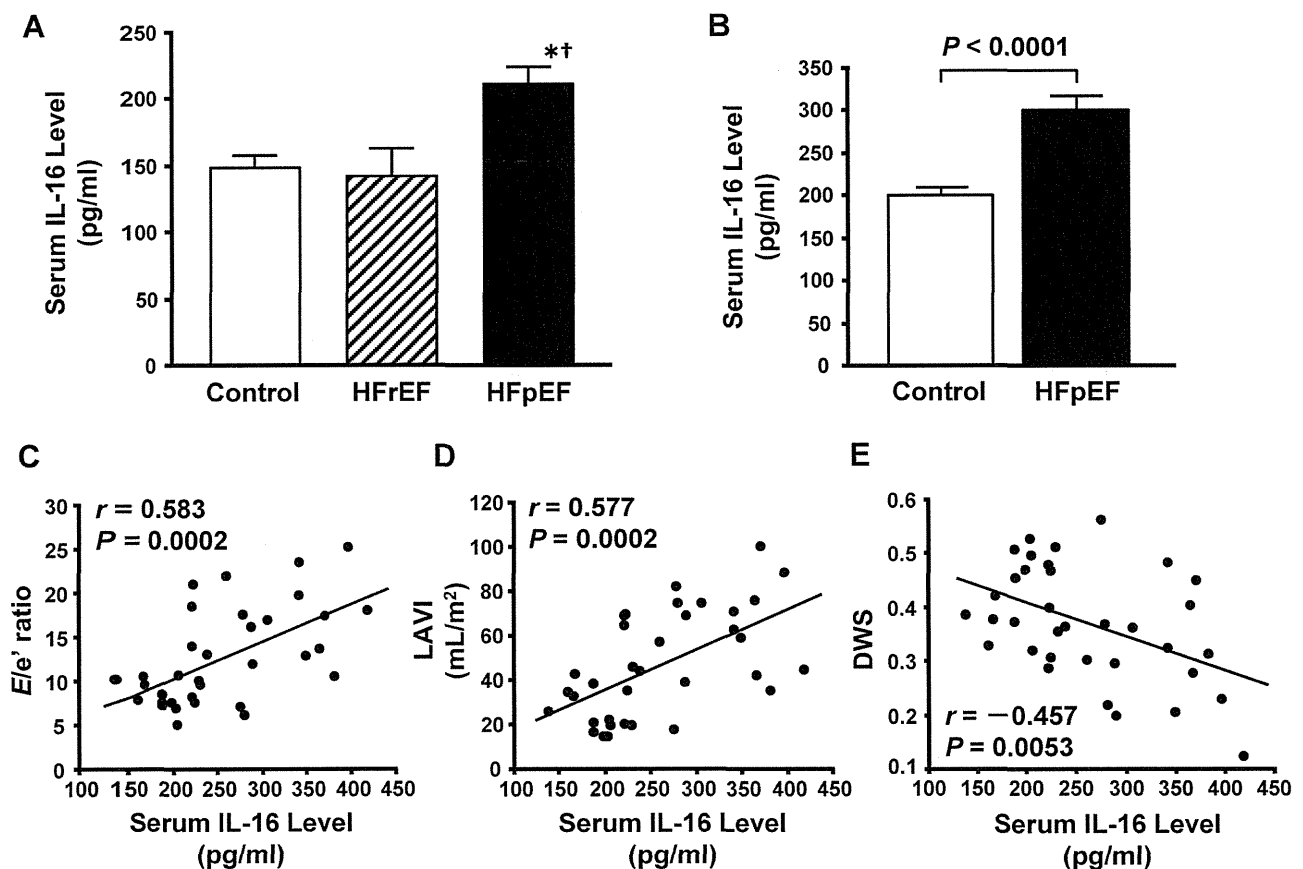 A
Serum IL-16 Level
(pg/ml)
250
200
150
100
50
0
*†
Control
HFrEF
HFpEF
B
P < 0.0001
Serum IL-16 Level
(pg/ml)
350
300
250
200
150
100
50
0
Control
HFpEF
C
r = 0.583
P = 0.0002
E/e' ratio
30
25
20
15
10
5
0
100 150 200 250 300 350 400 450
Serum IL-16 Level
(pg/ml)
D
r = 0.577
P = 0.0002
LAVI
(mL/m²)
120
100
80
60
40
20
0
100 150 200 250 300 350 400 450
Serum IL-16 Level
(pg/ml)
E
DWS
0.6
0.5
0.4
0.3
0.2
0.1
r = −0.457
P = 0.0053
100 150 200 250 300 350 400 450
Serum IL-16 Level
(pg/ml)